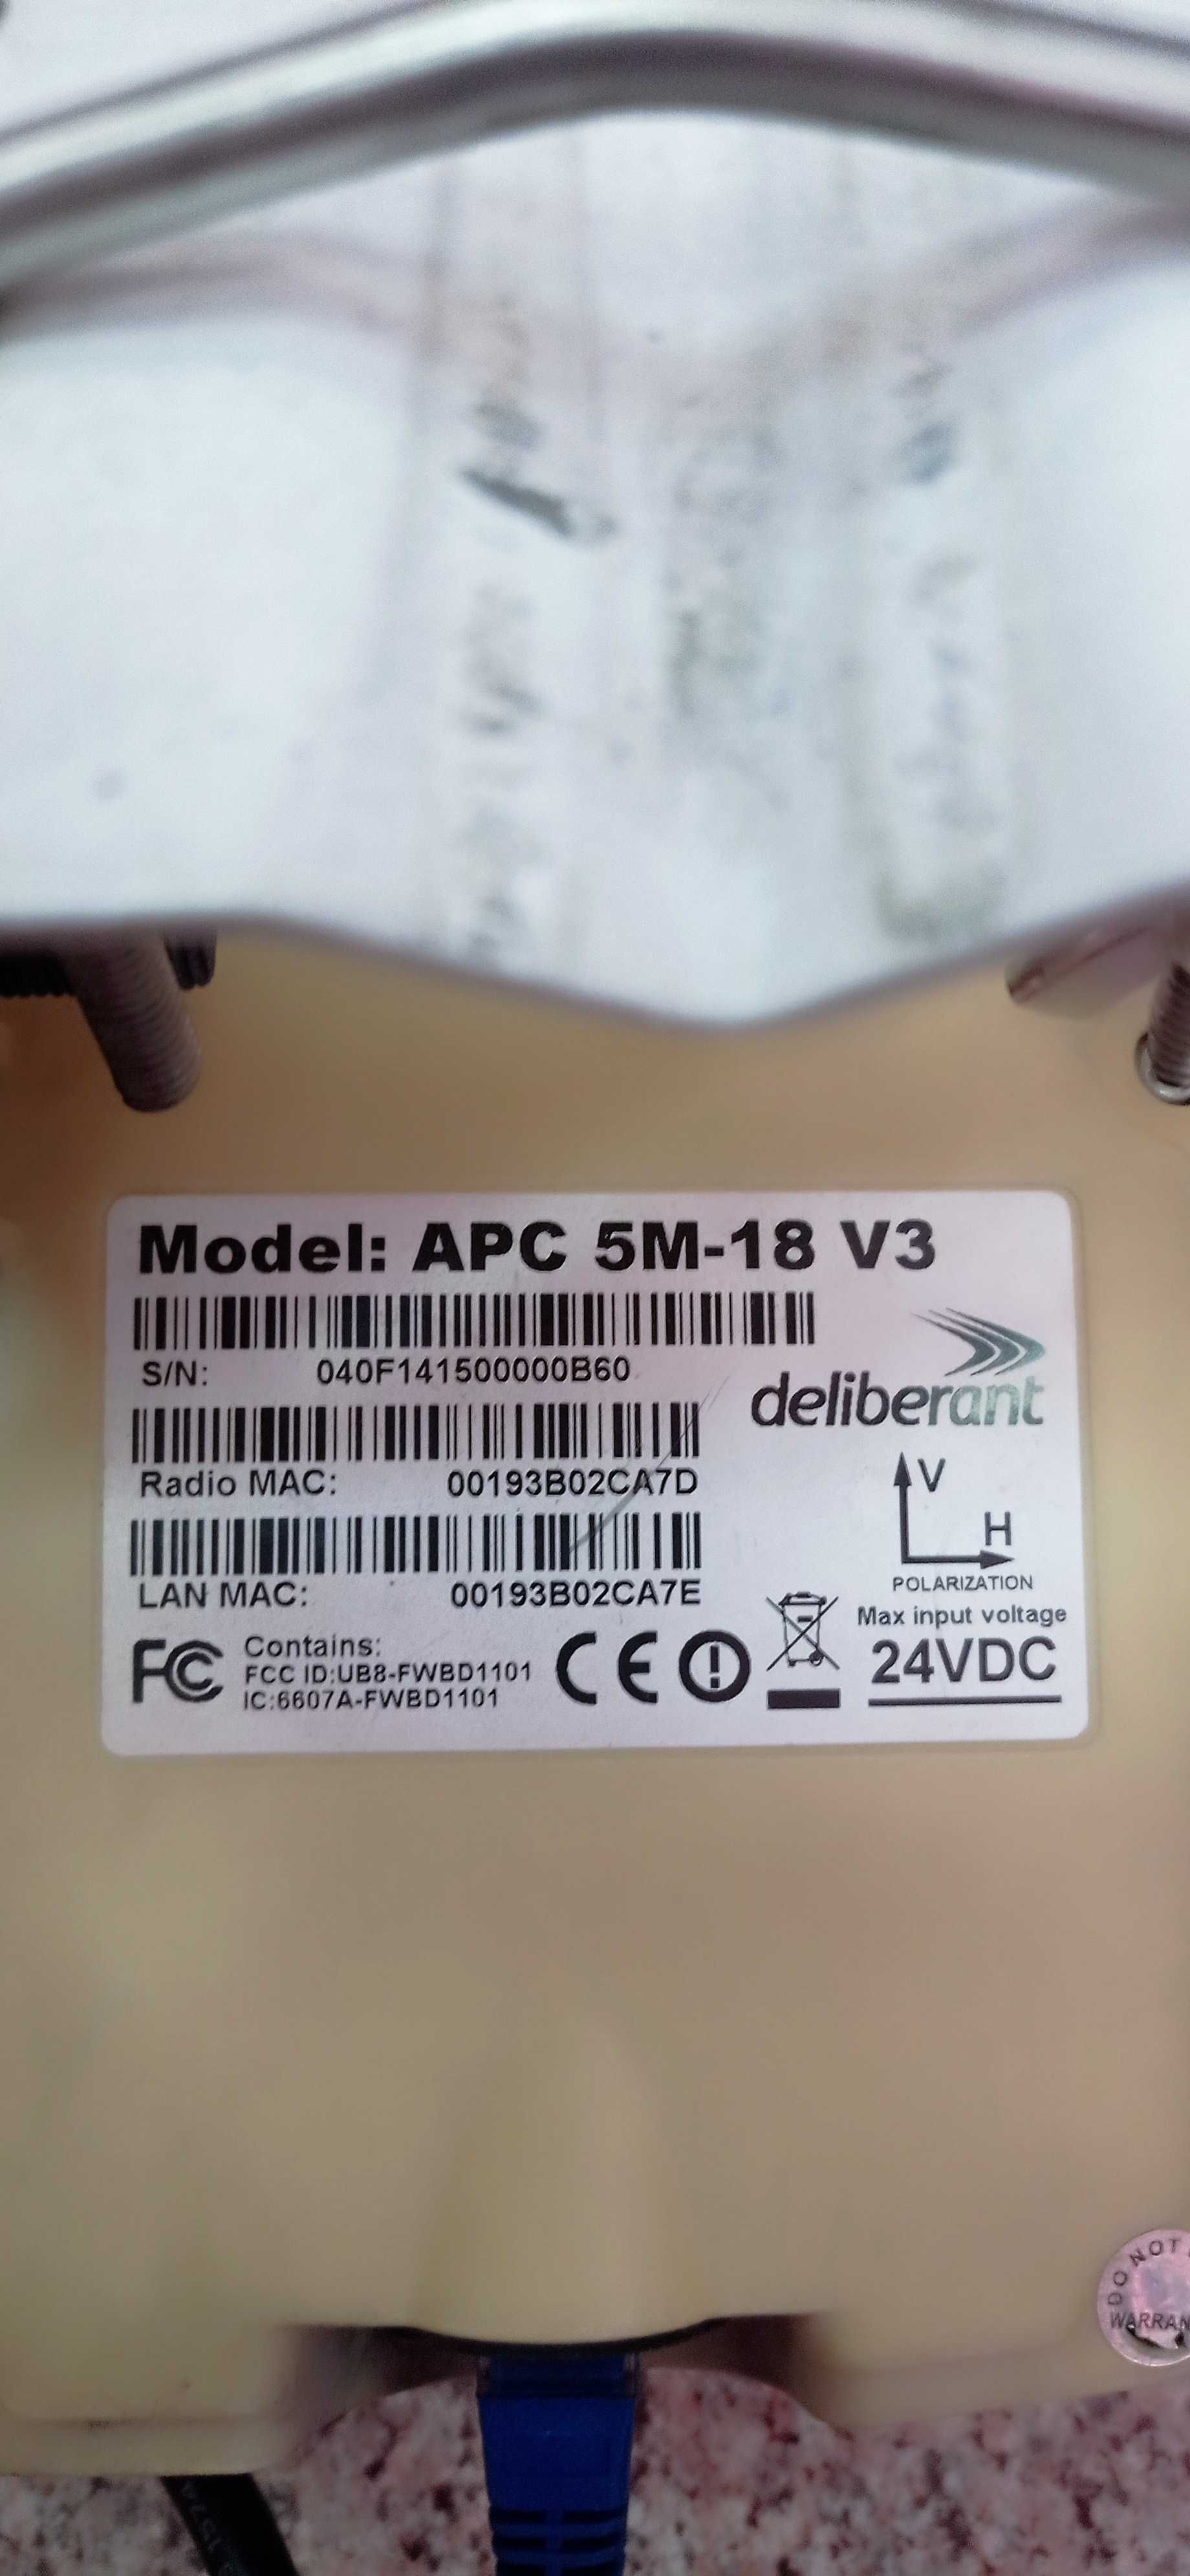 Model: APC 5M-18 V3
S/N: 040F141500000B60
deliberant
Radio MAC: 00193B02CA7D
V
H
POLARIZATION
LAN MAC: 00193B02CA7E
Max input voltage
24VDC
FC Contains:
FCC ID:UB8-FWBD1101
IC:6607A-FWBD1101
CE
DO NOT